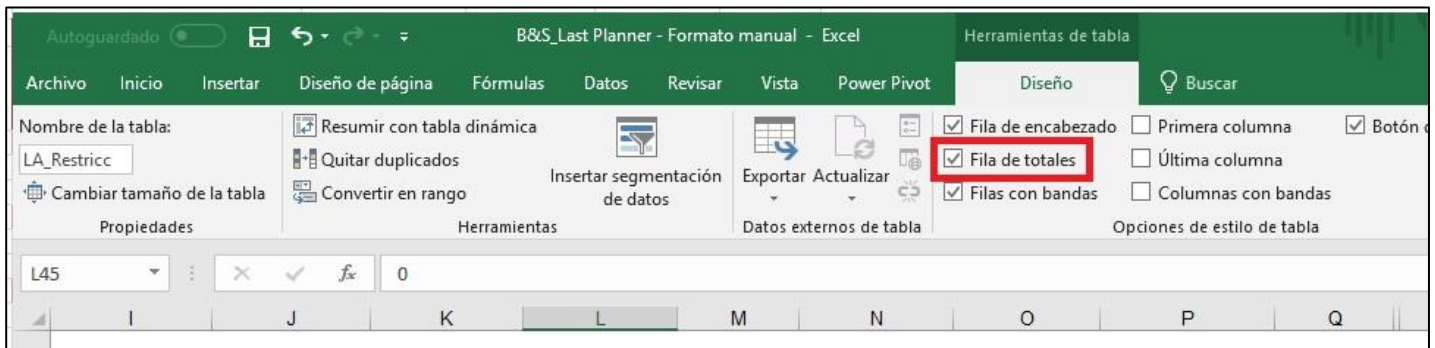 Autoguardado
B&S_Last Planner - Formato manual - Excel
Herramientas de tabla
Archivo Inicio Insertar Diseño de página Fórmulas Datos Revisar Vista Power Pivot Diseño Buscar
Nombre de la tabla:
LA_Restricc
Cambiar tamaño de la tabla
Propiedades
Resumir con tabla dinámica
Quitar duplicados
Convertir en rango
Insertar segmentación
de datos
Herramientas
Exportar Actualizar
Datos externos de tabla
Fila de encabezado
Fila de totales
Filas con bandas
Primera columna
Última columna
Columnas con bandas
Botón
Opciones de estilo de tabla
L45 fx 0
I J K L M N O P Q